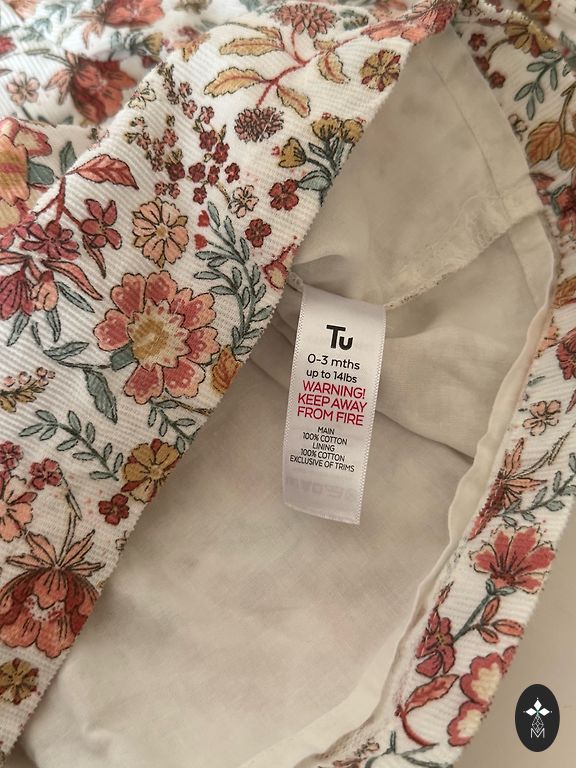 Tu
0-3 mths
up to 14lbs
WARNING!
KEEP AWAY
FROM FIRE
MAIN
100% COTTON
LINING
100% COTTON
EXCLUSIVE OF TRIMS
M